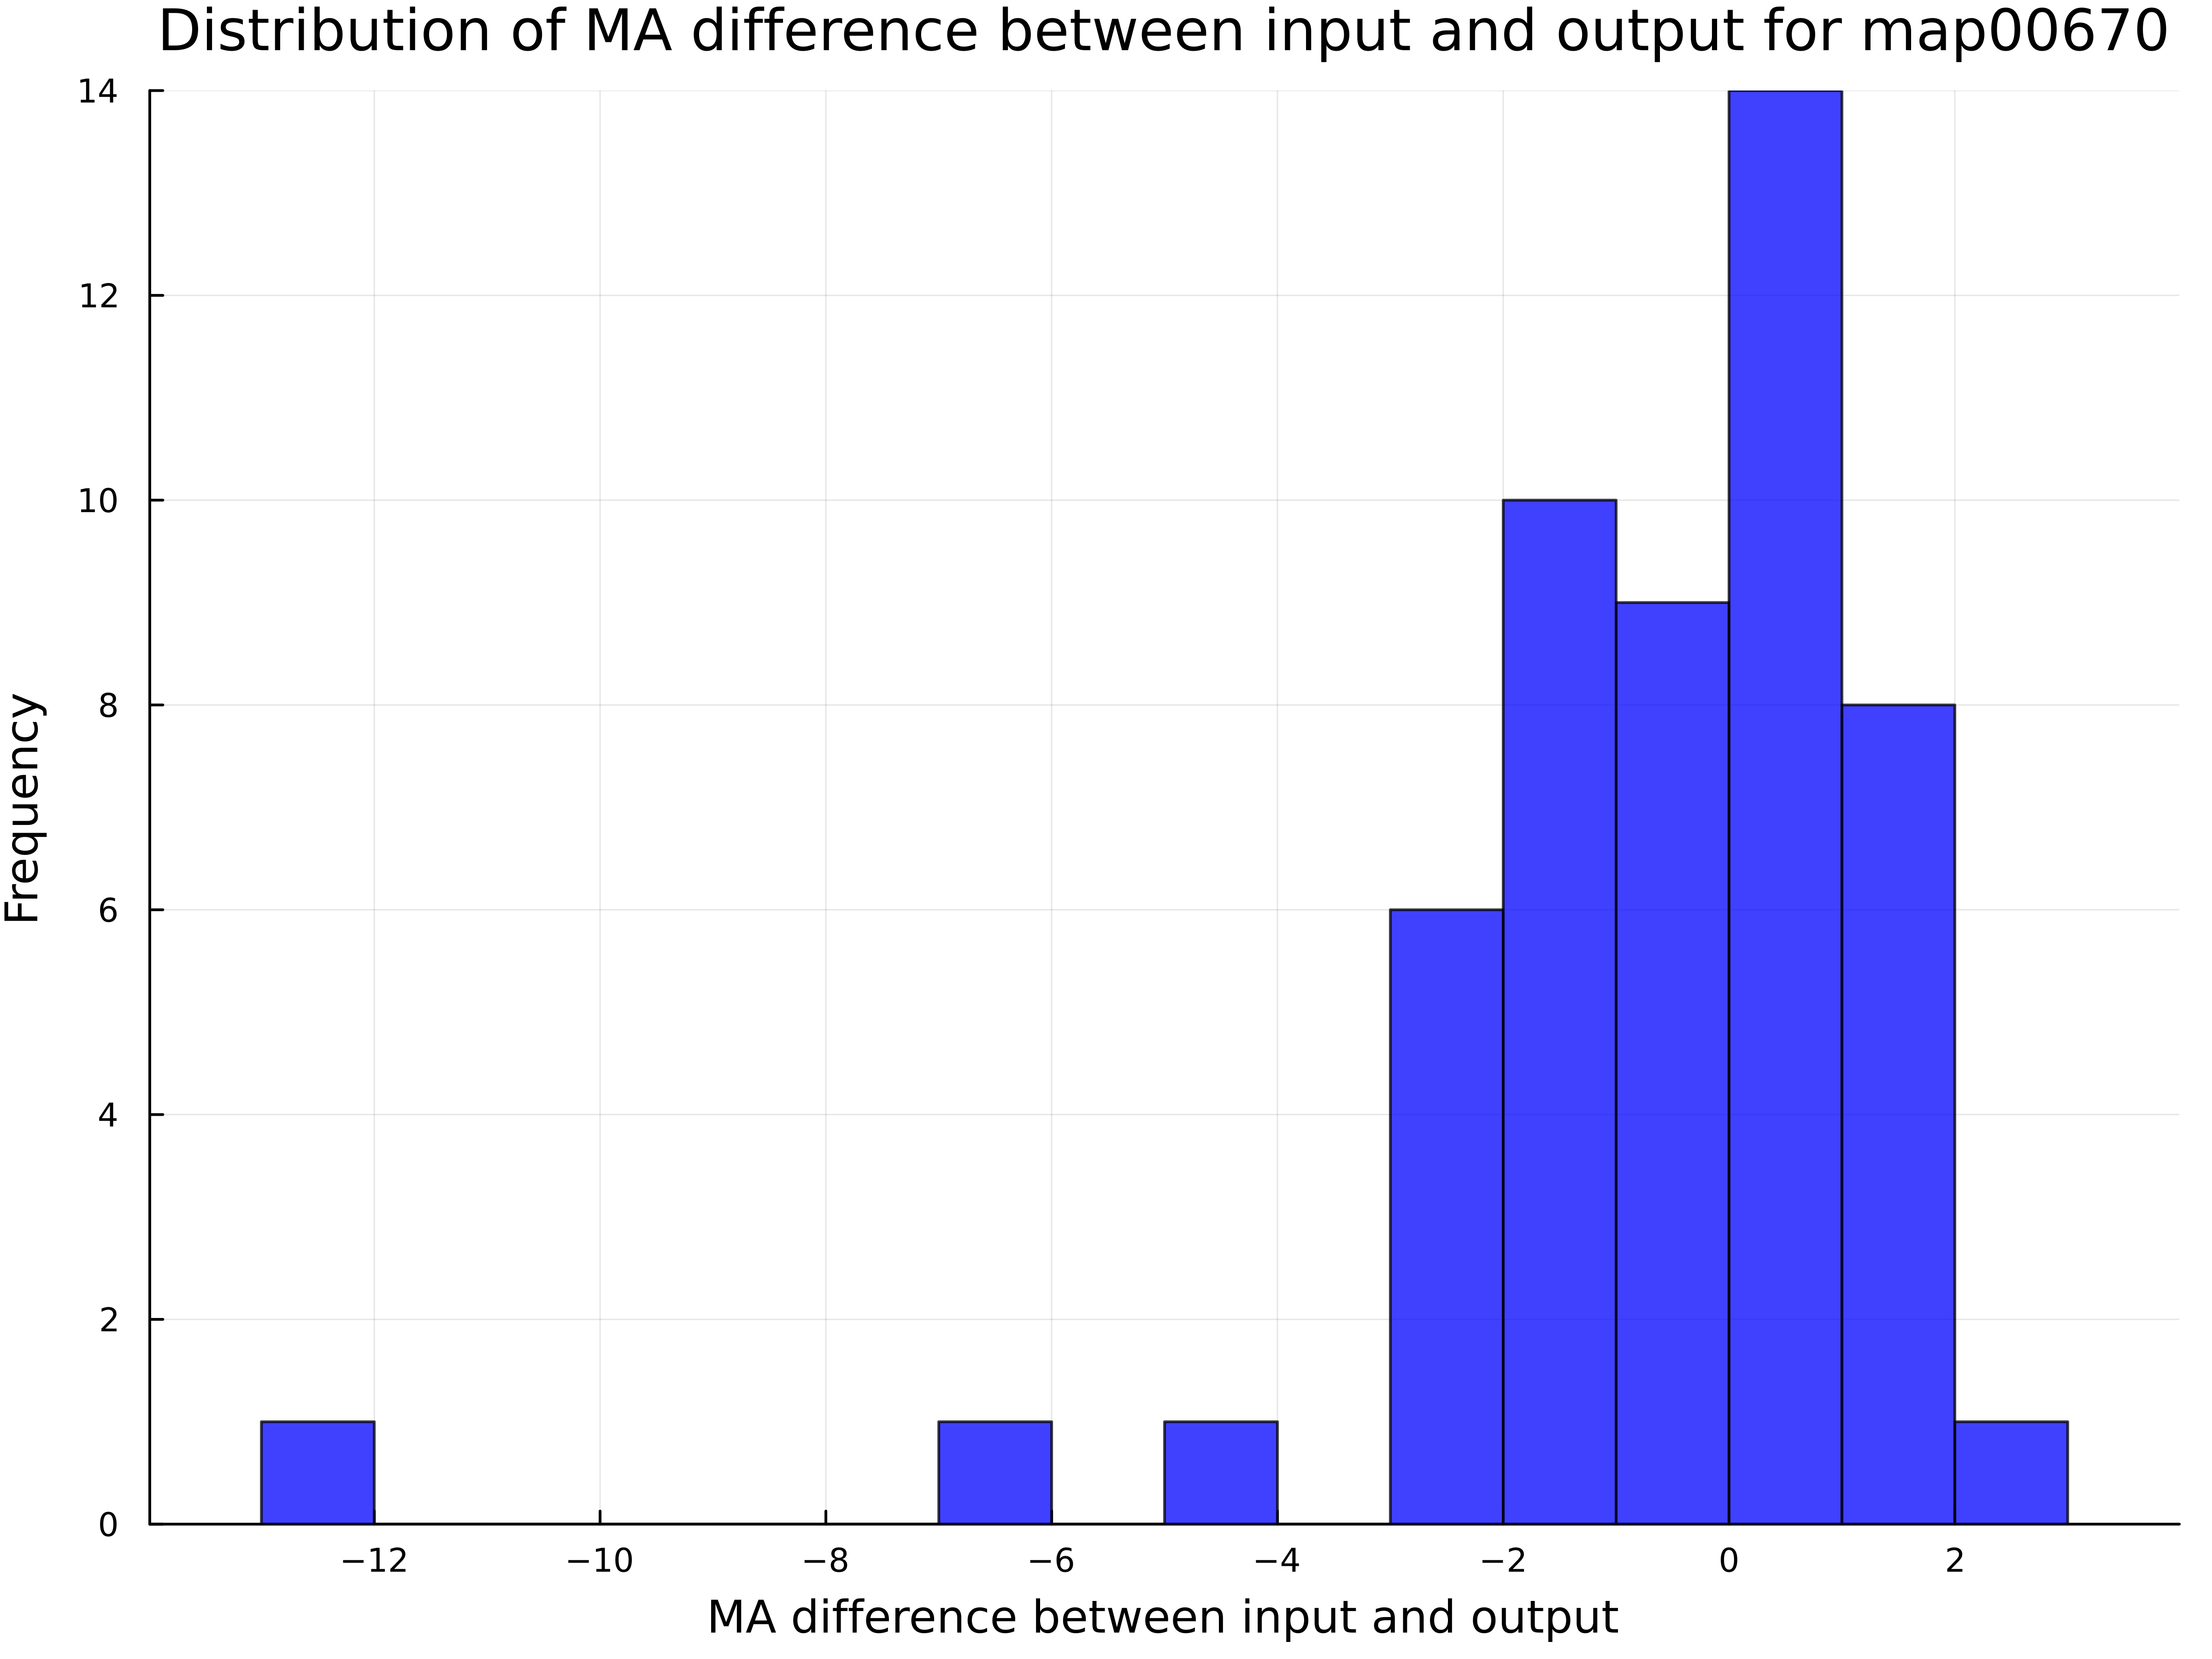 Distribution of MA difference between input and output for map00670
14
12
10
8
6
4
2
0
Frequency
−12 −10 −8 −6 −4 −2 0 2
MA difference between input and output